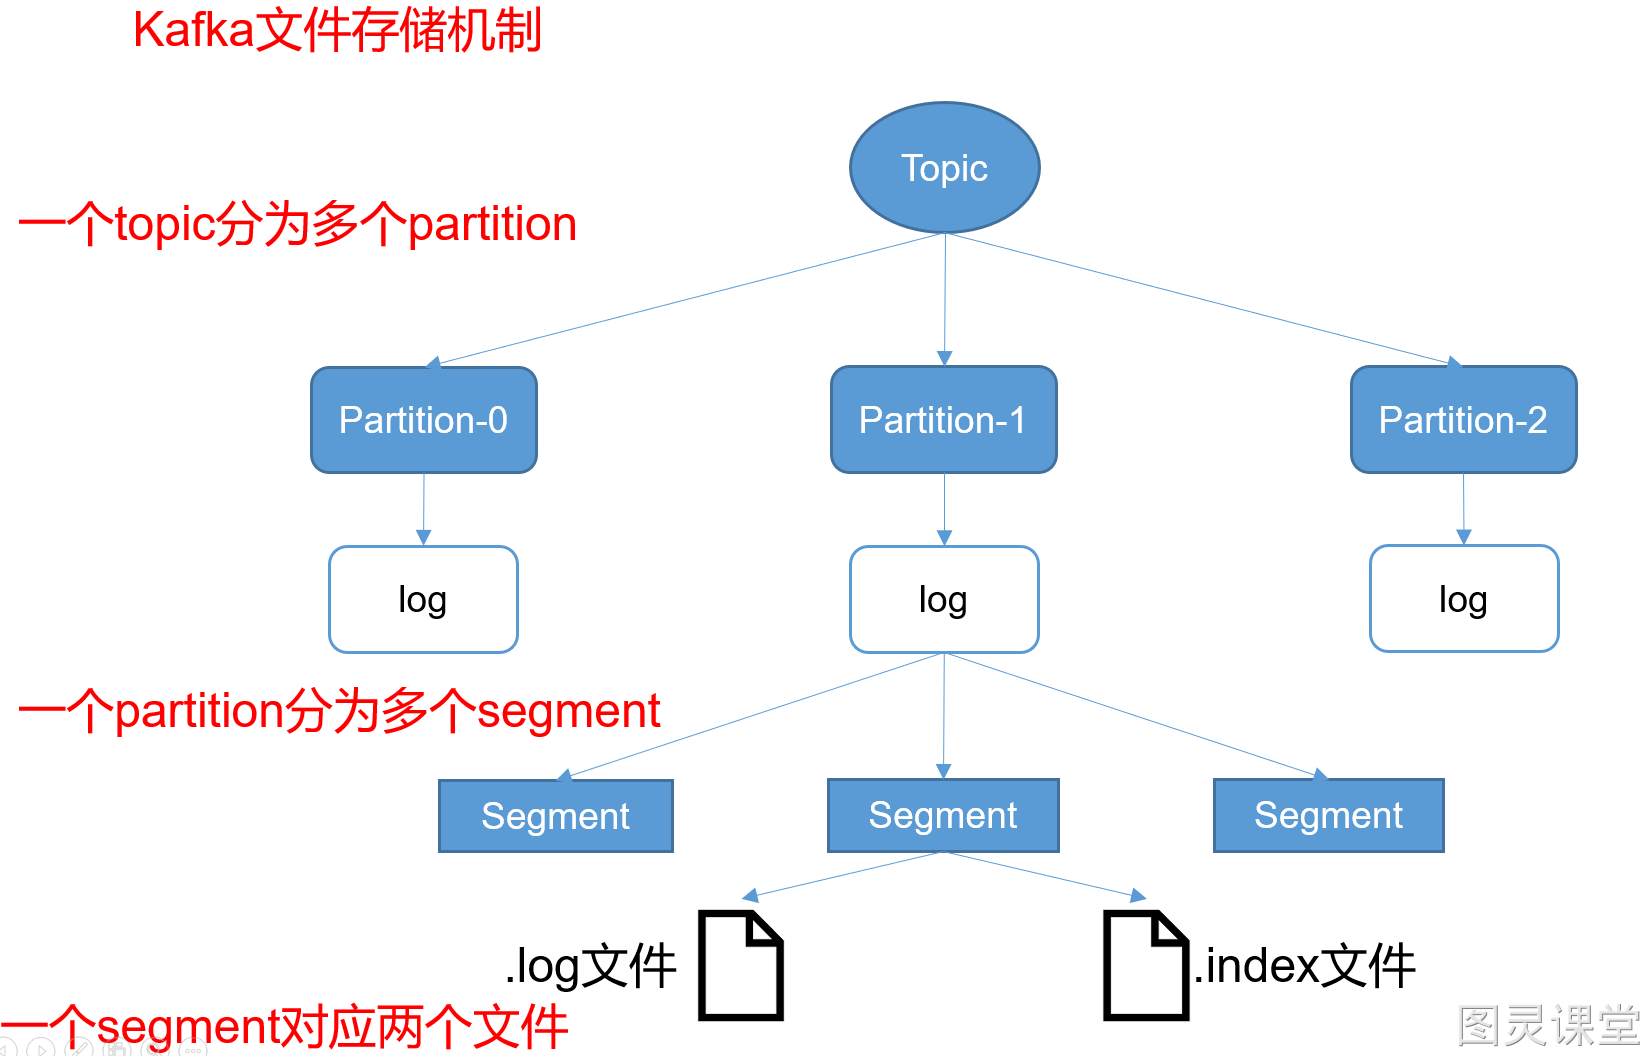 Kafka文件存储机制
Topic
一个topic分为多个partition
Partition-0
Partition-1
Partition-2
log
log
log
一个partition分为多个segment
Segment
Segment
Segment
.log文件
.index文件
一个segment对应两个文件
图灵课堂